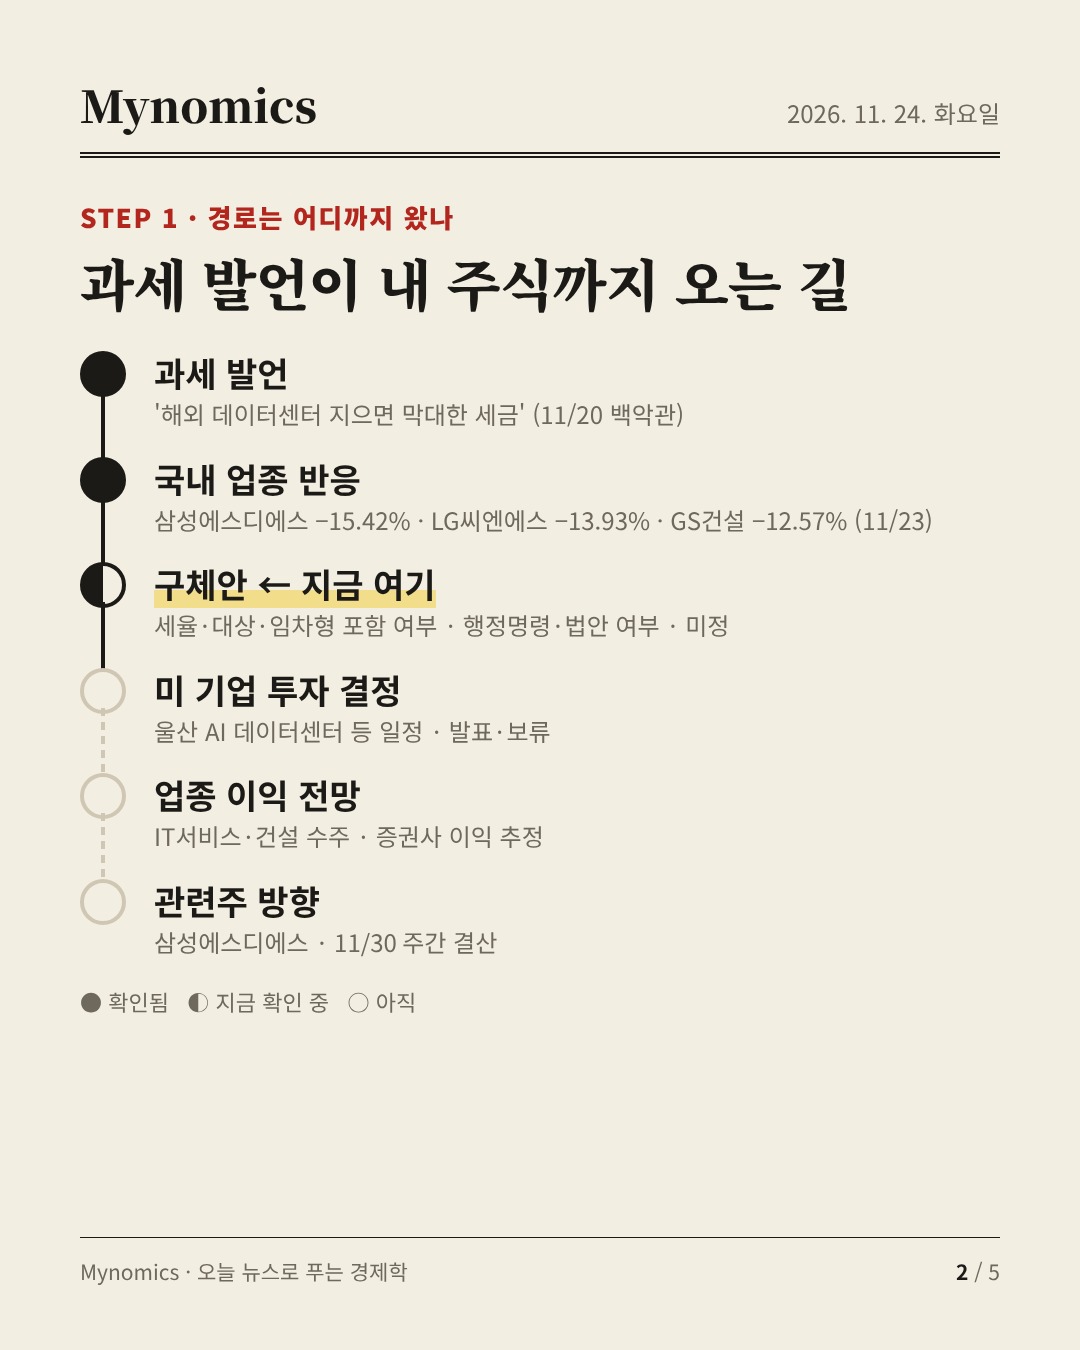 Mynomics
2026. 11. 24. 화요일
STEP 1 · 경로는 어디까지 왔나
과세 발언이 내 주식까지 오는 길
과세 발언
'해외 데이터센터 지으면 막대한 세금' (11/20 백악관)
국내 업종 반응
삼성에스디에스 −15.42% · LG씨엔에스 −13.93% · GS건설 −12.57% (11/23)
구체안 ← 지금 여기
세율·대상·임차형 포함 여부 · 행정명령·법안 여부 · 미정
미 기업 투자 결정
울산 AI 데이터센터 등 일정 · 발표·보류
업종 이익 전망
IT서비스·건설 수주 · 증권사 이익 추정
관련주 방향
삼성에스디에스 · 11/30 주간 결산
● 확인됨 ◐ 지금 확인 중 ○ 아직
Mynomics · 오늘 뉴스로 푸는 경제학
2 / 5